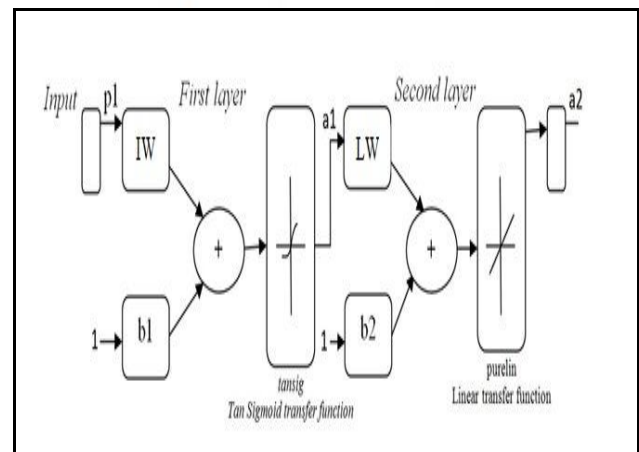 Input
p1
First layer
Second layer
a2
IW
a1
LW
+
+
1
b1
1
b2
tansig
Tan Sigmoid transfer function
purelin
Linear transfer function